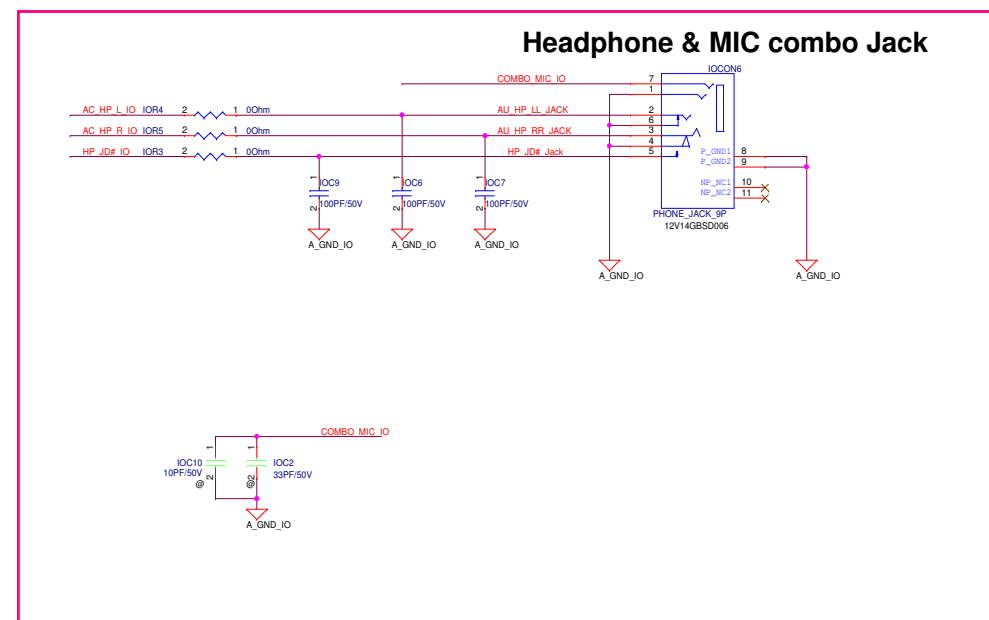 Headphone & MIC combo Jack
IOCON6
COMBO_MIC_IO 7
1
AC_HP_L_IO IOR4 2 1 0Ohm AU_HP_LL_JACK 2
6
AC_HP_R_IO IOR5 2 1 0Ohm AU_HP_RR_JACK 3
4
HP_JD#_IO IOR3 2 1 0Ohm HP_JD#_Jack 5
P_GND1 8
P_GND2 9
NP_NC1 10
NP_NC2 11
1 IOC9 1 IOC6 1 IOC7
2 100PF/50V 2 100PF/50V 2 100PF/50V
PHONE_JACK_9P
12V14GBSD006
A_GND_IO A_GND_IO A_GND_IO
A_GND_IO A_GND_IO
COMBO_MIC_IO
1 1
IOC10 IOC2
10PF/50V 33PF/50V
@ 2 @2
A_GND_IO